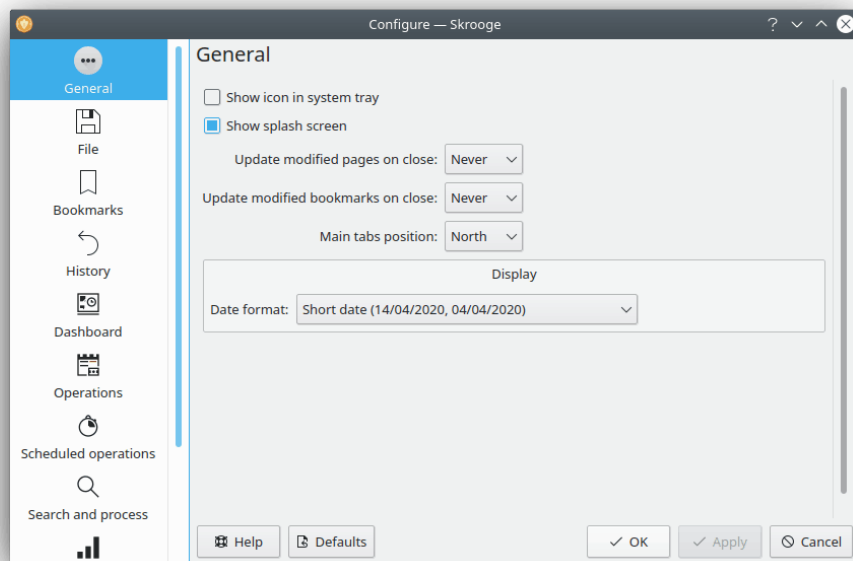 Configure — Skrooge
General
File
Bookmarks
History
Dashboard
Operations
Scheduled operations
Search and process
General
Show icon in system tray
Show splash screen
Update modified pages on close: Never
Update modified bookmarks on close: Never
Main tabs position: North
Display
Date format: Short date (14/04/2020, 04/04/2020)
Help Defaults OK Apply Cancel